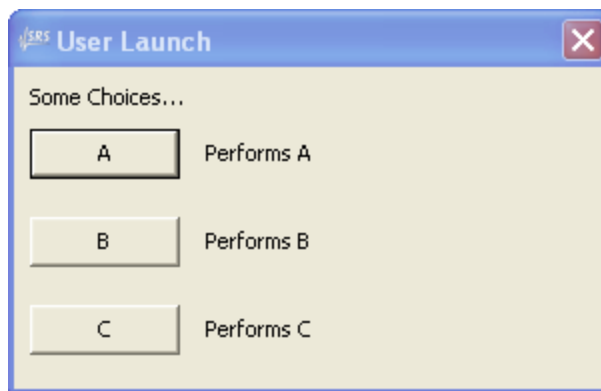 SRS User Launch
Some Choices...
A Performs A
B Performs B
C Performs C